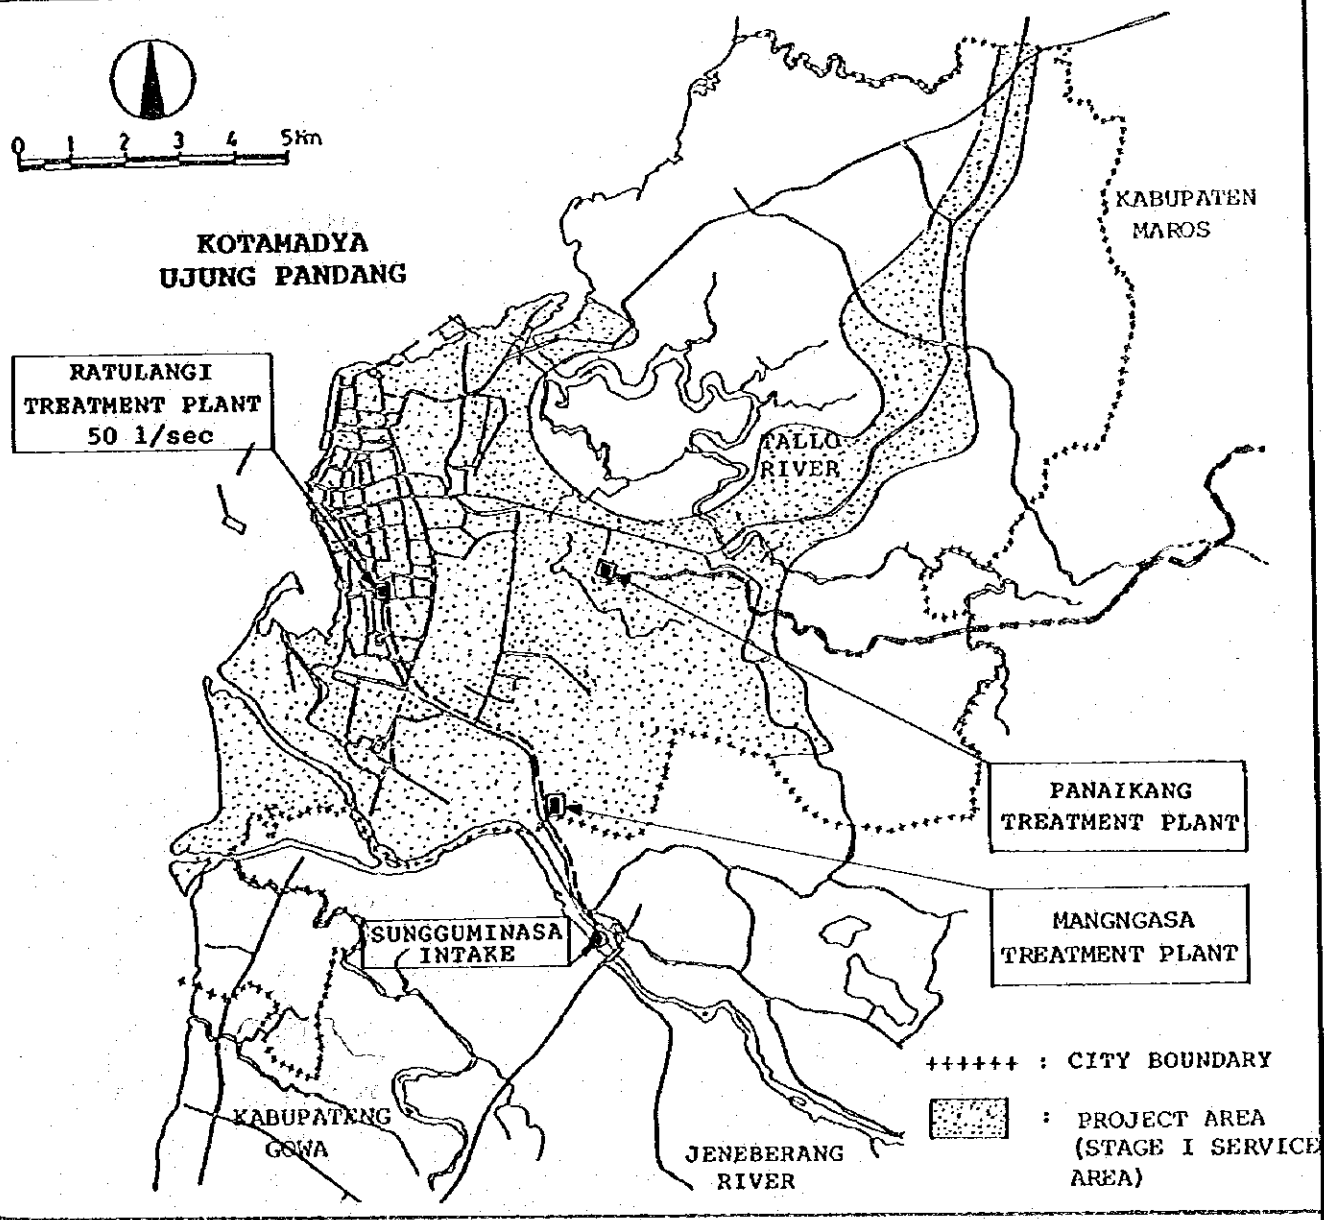 0 1 2 3 4 5Km
KOTAMADYA
UJUNG PANDANG
KABUPATEN
MAROS
RATULANGI
TREATMENT PLANT
50 l/sec
TALLO
RIVER
PANAIKANG
TREATMENT PLANT
MANGNGASA
TREATMENT PLANT
SUNGGUMINASA
INTAKE
++++++ : CITY BOUNDARY
: PROJECT AREA
(STAGE I SERVICE
AREA)
KABUPATENG
GOWA
JENEBERANG
RIVER